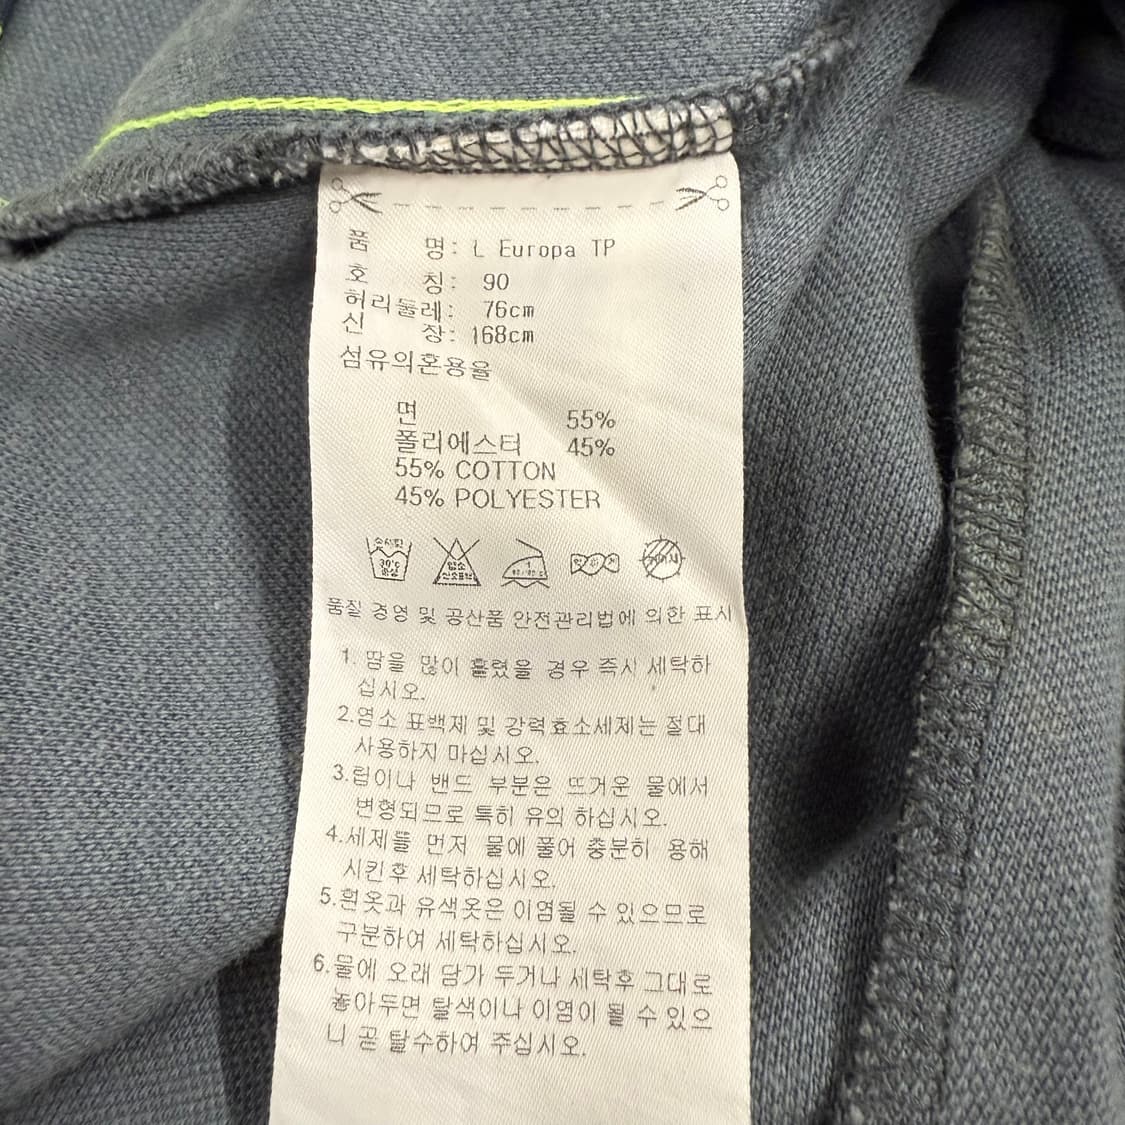 품 명: L Europa TP
호 칭: 90
허리둘레: 76cm
신 장: 168cm
섬유의혼용율
면 55%
폴리에스터 45%
55% COTTON
45% POLYESTER
30℃
품질 경영 및 공산품 안전관리법에 의한 표시
1. 땀을 많이 흘렸을 경우 즉시 세탁하
십시오.
2.염소 표백제 및 강력효소세제는 절대
사용하지 마십시오.
3.립이나 밴드 부분은 뜨거운 물에서
변형되므로 특히 유의 하십시오.
4.세제를 먼저 물에 풀어 충분히 용해
시킨후 세탁하십시오.
5.흰옷과 유색옷은 이염될 수 있으므로
구분하여 세탁하십시오.
6.물에 오래 담가 두거나 세탁후 그대로
놓아두면 탈색이나 이염이 될 수 있으
니 곧 탈수하여 주십시오.